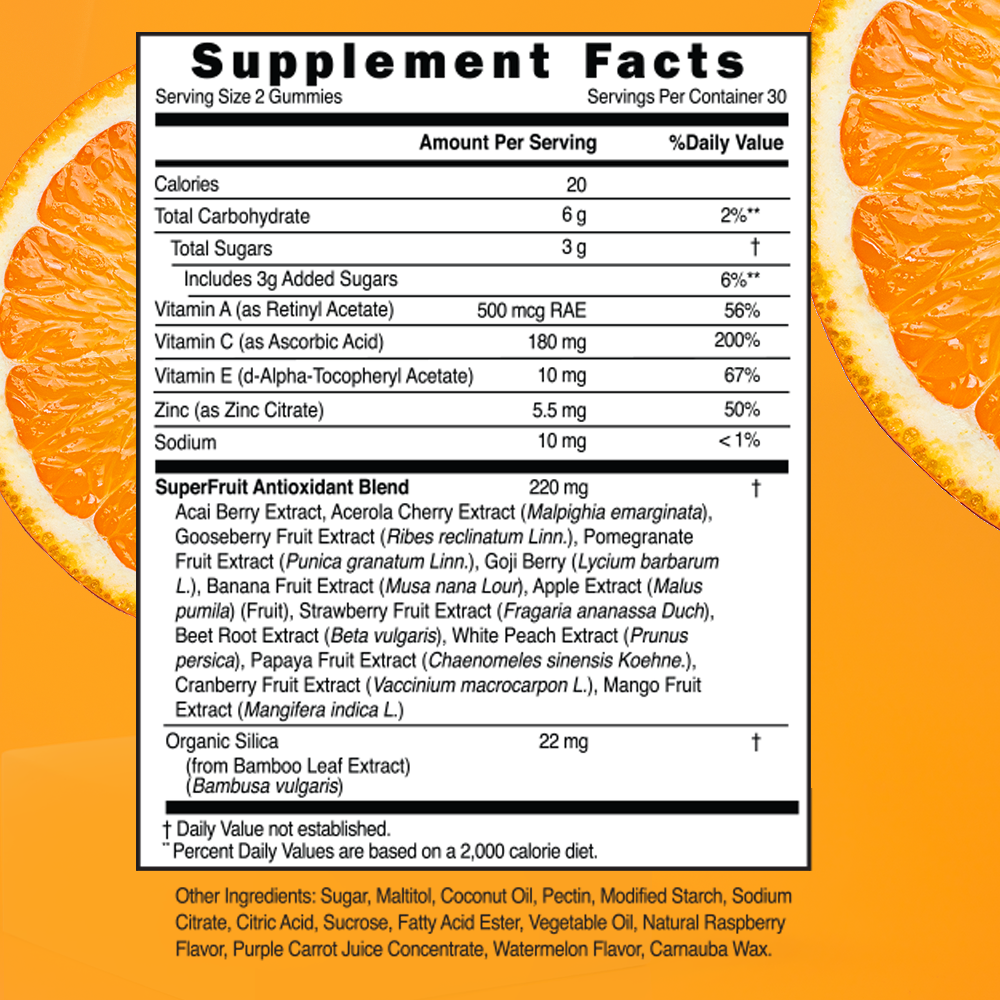 Supplement Facts
Serving Size 2 Gummies Servings Per Container 30
Amount Per Serving %Daily Value
Calories 20
Total Carbohydrate 6 g 2%**
Total Sugars 3 g †
Includes 3g Added Sugars 6%**
Vitamin A (as Retinyl Acetate) 500 mcg RAE 56%
Vitamin C (as Ascorbic Acid) 180 mg 200%
Vitamin E (d-Alpha-Tocopheryl Acetate) 10 mg 67%
Zinc (as Zinc Citrate) 5.5 mg 50%
Sodium 10 mg <1%
SuperFruit Antioxidant Blend 220 mg †
Acai Berry Extract, Acerola Cherry Extract (Malpighia emarginata),
Gooseberry Fruit Extract (Ribes reclinatum Linn.), Pomegranate
Fruit Extract (Punica granatum Linn.), Goji Berry (Lycium barbarum
L.), Banana Fruit Extract (Musa nana Lour), Apple Extract (Malus
pumila) (Fruit), Strawberry Fruit Extract (Fragaria ananassa Duch),
Beet Root Extract (Beta vulgaris), White Peach Extract (Prunus
persica), Papaya Fruit Extract (Chaenomeles sinensis Koehne.),
Cranberry Fruit Extract (Vaccinium macrocarpon L.), Mango Fruit
Extract (Mangifera indica L.)
Organic Silica 22 mg †
(from Bamboo Leaf Extract)
(Bambusa vulgaris)
† Daily Value not established.
**Percent Daily Values are based on a 2,000 calorie diet.
Other Ingredients: Sugar, Maltitol, Coconut Oil, Pectin, Modified Starch, Sodium
Citrate, Citric Acid, Sucrose, Fatty Acid Ester, Vegetable Oil, Natural Raspberry
Flavor, Purple Carrot Juice Concentrate, Watermelon Flavor, Carnauba Wax.